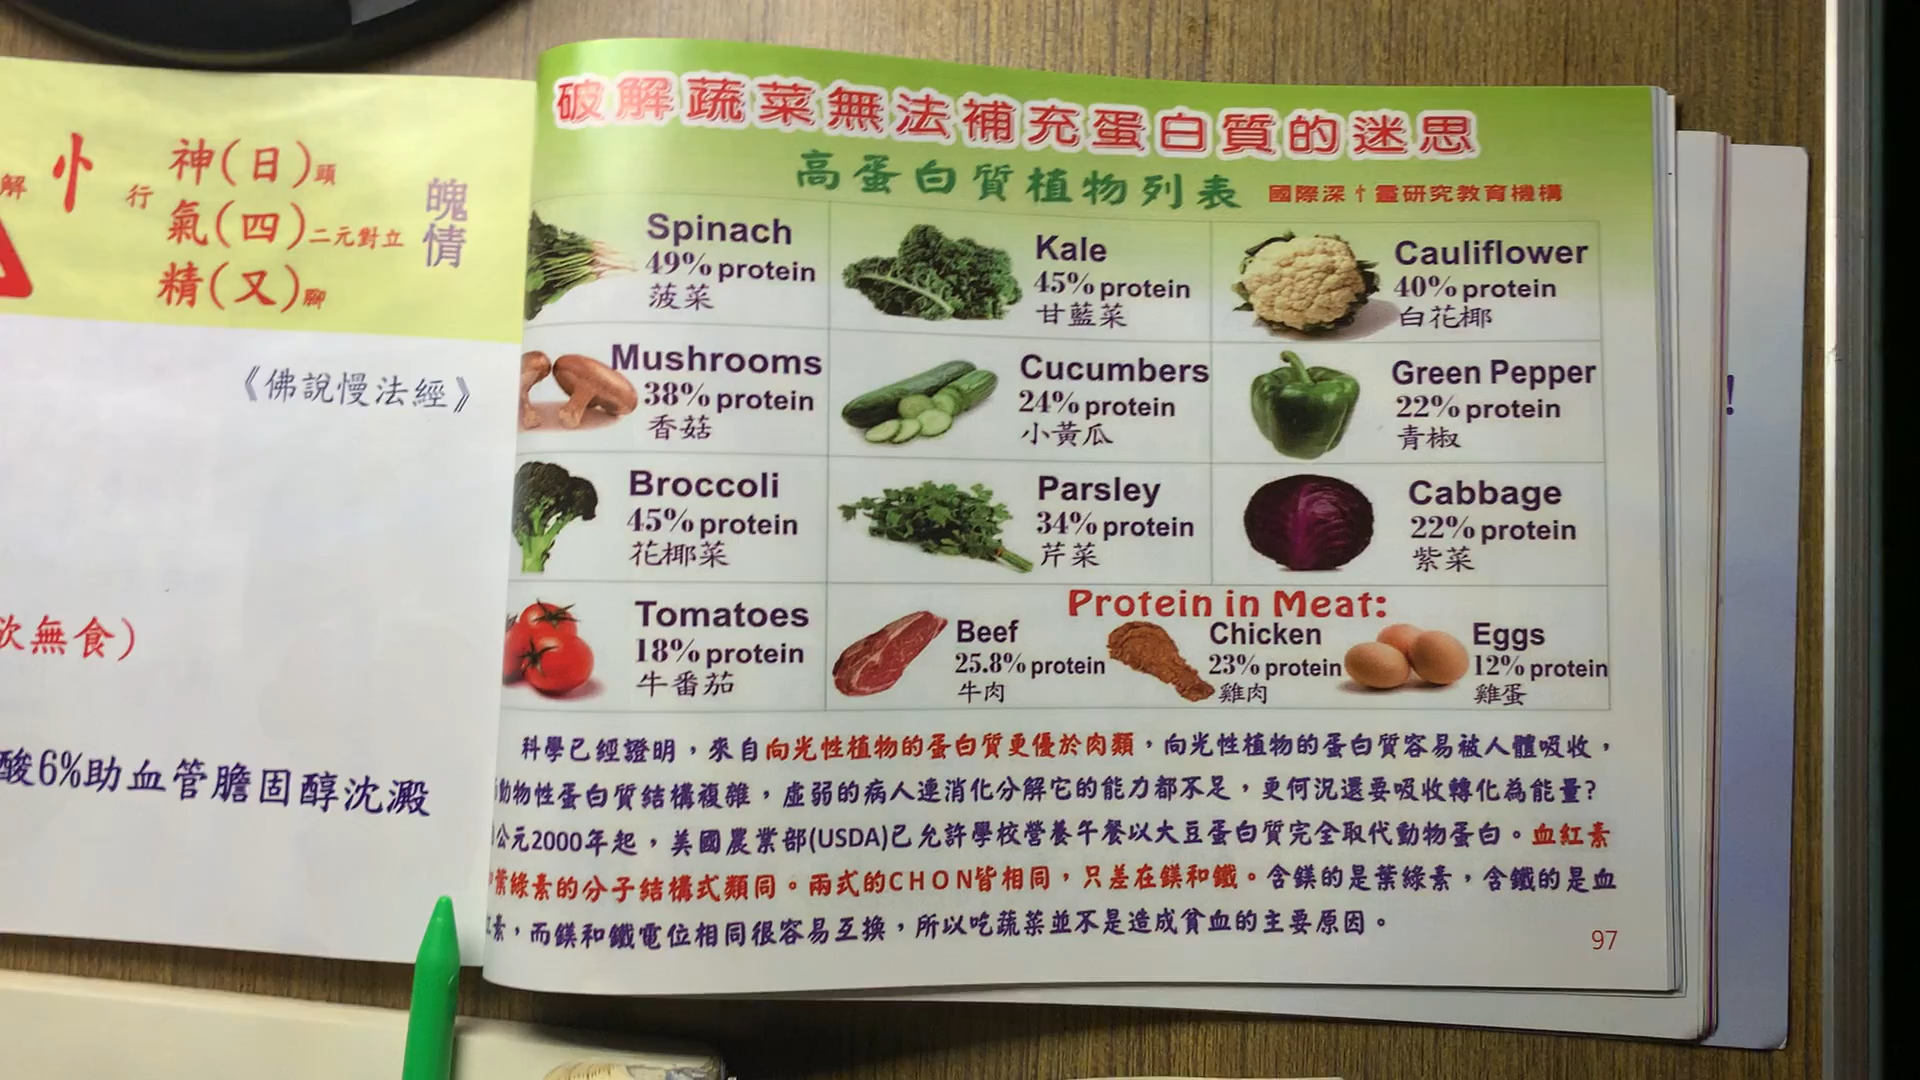 解
忄
行
神(日)頭
氣(四)二元對立
精(又)腳
魄情
《佛說慢法經》
飲無食)
酸6%助血管膽固醇沈澱
破解蔬菜無法補充蛋白質的迷思
高蛋白質植物列表 國際深忄靈研究教育機構
Spinach
49% protein
菠菜
Kale
45% protein
甘藍菜
Cauliflower
40% protein
白花椰
Mushrooms
38% protein
香菇
Cucumbers
24% protein
小黃瓜
Green Pepper
22% protein
青椒
Broccoli
45% protein
花椰菜
Parsley
34% protein
芹菜
Cabbage
22% protein
紫菜
Tomatoes
18% protein
牛番茄
Protein in Meat:
Beef
25.8% protein
牛肉
Chicken
23% protein
雞肉
Eggs
12% protein
雞蛋
科學已經證明，來自向光性植物的蛋白質更優於肉類，向光性植物的蛋白質容易被人體吸收，
動物性蛋白質結構複雜，虛弱的病人連消化分解它的能力都不足，更何況還要吸收轉化為能量?
公元2000年起，美國農業部(USDA)已允許學校營養午餐以大豆蛋白質完全取代動物蛋白。血紅素
葉綠素的分子結構式類同。兩式的CHON皆相同，只差在鎂和鐵。含鎂的是葉綠素，含鐵的是血
素，而鎂和鐵電位相同很容易互換，所以吃蔬菜並不是造成貧血的主要原因。
97
!